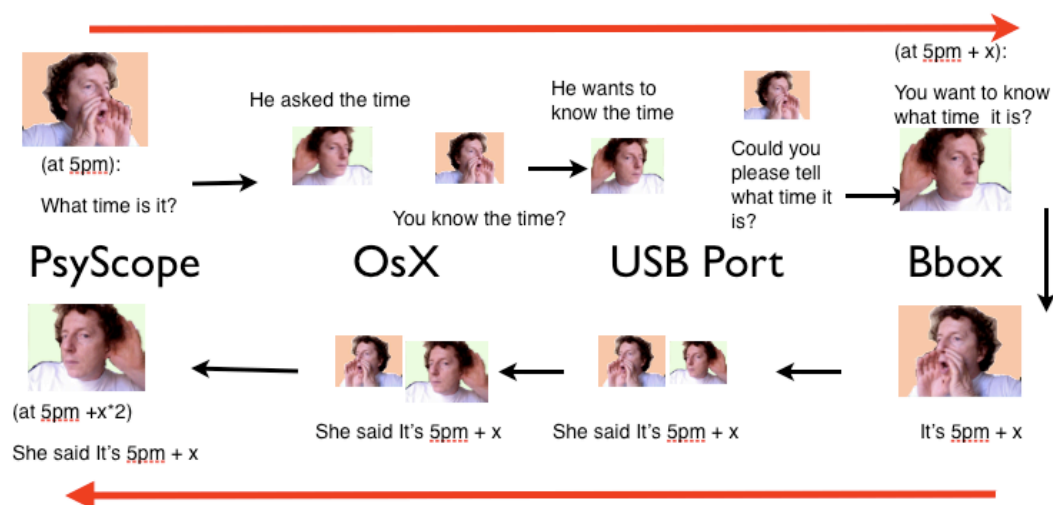 (at 5pm):
What time is it?
He asked the time
You know the time?
He wants to
know the time
Could you
please tell
what time it
is?
(at 5pm + x):
You want to know
what time it is?
PsyScope
OsX
USB Port
Bbox
(at 5pm +x*2)
She said It's 5pm + x
She said It's 5pm + x
She said It's 5pm + x
It's 5pm + x